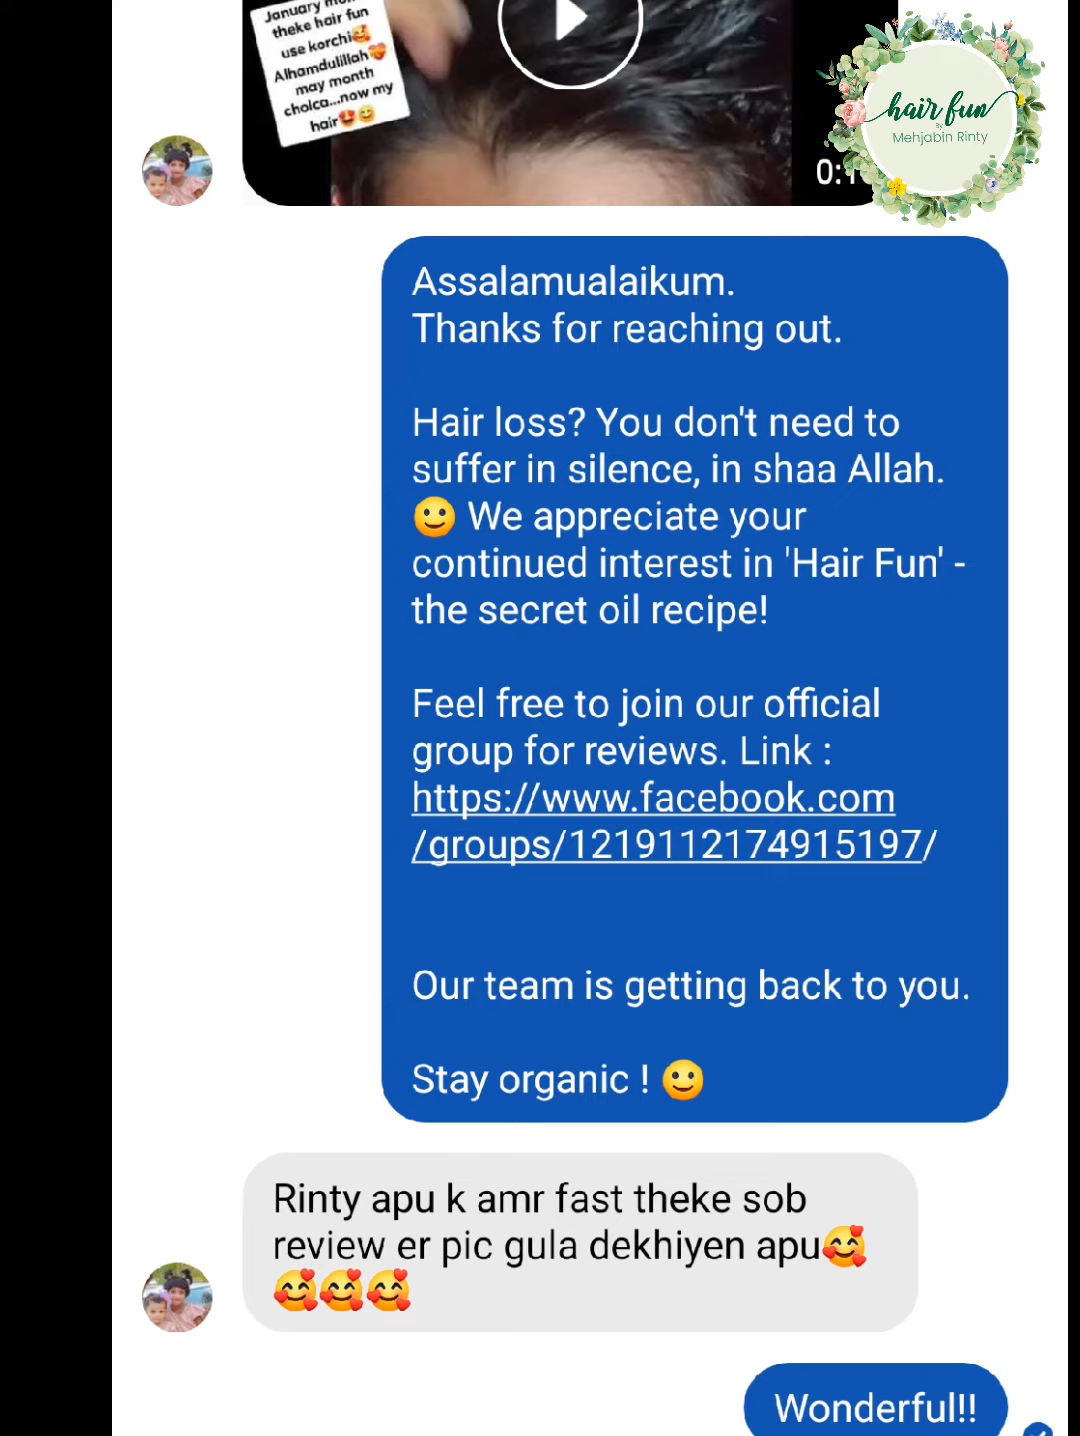 January
theke hair fun
use korchi🥰
Alhamdulillah💝
may month
cholca...now my
hair😍😊
0:1
hair fun
by
Mehjabin Rinty
Assalamualaikum.
Thanks for reaching out.
Hair loss? You don't need to
suffer in silence, in shaa Allah.
🙂 We appreciate your
continued interest in 'Hair Fun' -
the secret oil recipe!
Feel free to join our official
group for reviews. Link :
https://www.facebook.com
/groups/1219112174915197/
Our team is getting back to you.
Stay organic ! 🙂
Rinty apu k amr fast theke sob
review er pic gula dekhiyen apu🥰
🥰🥰🥰
Wonderful!!